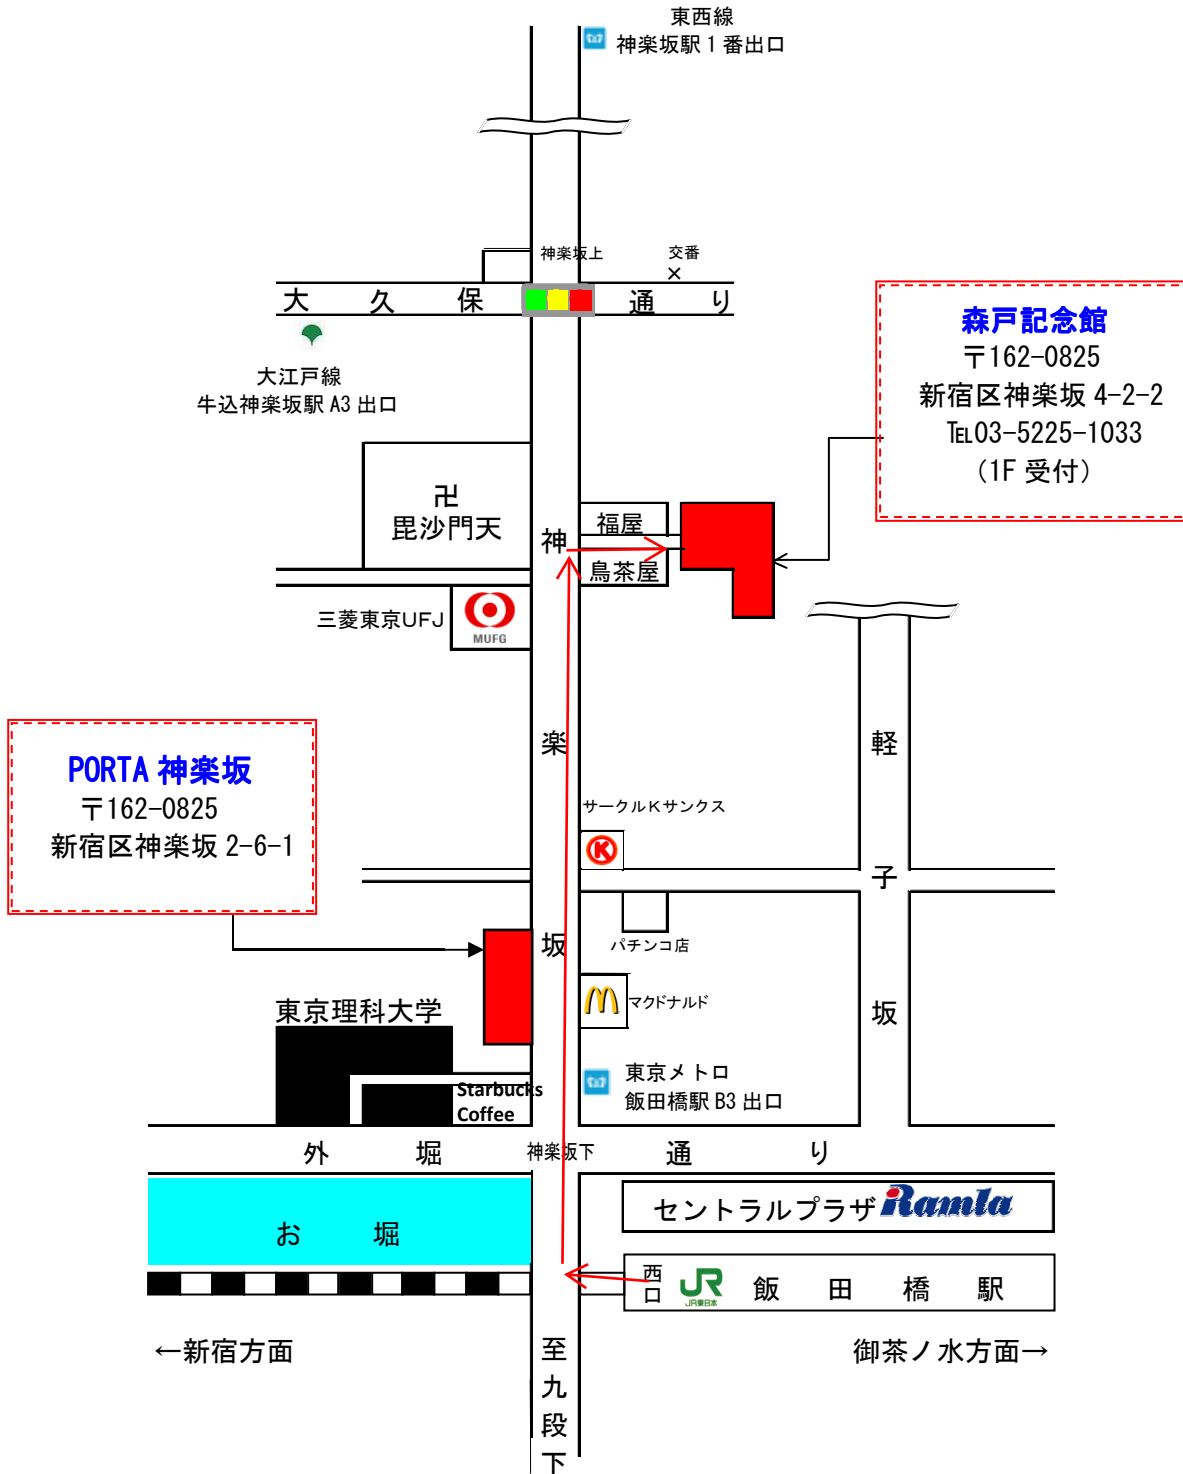 東西線
神楽坂駅1番出口
神楽坂上
交番
×
大久保通り
大江戸線
牛込神楽坂駅 A3 出口
森戸記念館
〒162-0825
新宿区神楽坂 4-2-2
℡03-5225-1033
(1F 受付)
卍
毘沙門天
福屋
鳥茶屋
三菱東京UFJ
MUFG
神楽坂
軽子坂
PORTA 神楽坂
〒162-0825
新宿区神楽坂 2-6-1
サークルKサンクス
K
パチンコ店
マクドナルド
東京理科大学
Starbucks
Coffee
東京メトロ
飯田橋駅 B3 出口
外堀通り
神楽坂下
お堀
セントラルプラザ Ramla
西口
JR
JR東日本
飯田橋駅
←新宿方面
御茶ノ水方面→
至九段下